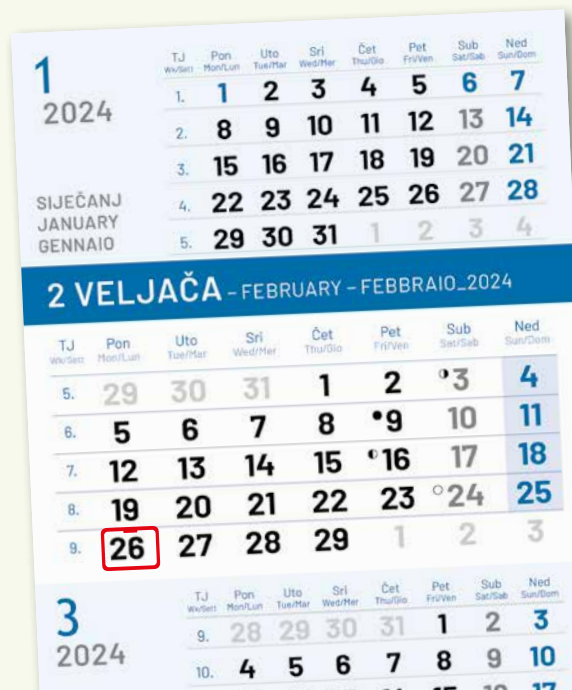 1
2024
SIJEČANJ
JANUARY
GENNAIO
TJ Pon Uto Sri Čet Pet Sub Ned
Wk/Sett Mon/Lun Tue/Mar Wed/Mer Thu/Gio Fri/Ven Sat/Sab Sun/Dom
1. 1 2 3 4 5 6 7
2. 8 9 10 11 12 13 14
3. 15 16 17 18 19 20 21
4. 22 23 24 25 26 27 28
5. 29 30 31 1 2 3 4
2 VELJAČA – FEBRUARY – FEBBRAIO_2024
TJ Pon Uto Sri Čet Pet Sub Ned
Wk/Sett Mon/Lun Tue/Mar Wed/Mer Thu/Gio Fri/Ven Sat/Sab Sun/Dom
5. 29 30 31 1 2 3 4
6. 5 6 7 8 9 10 11
7. 12 13 14 15 16 17 18
8. 19 20 21 22 23 24 25
9. 26 27 28 29 1 2 3
3
2024
TJ Pon Uto Sri Čet Pet Sub Ned
Wk/Sett Mon/Lun Tue/Mar Wed/Mer Thu/Gio Fri/Ven Sat/Sab Sun/Dom
9. 28 29 30 31 1 2 3
10. 4 5 6 7 8 9 10
17